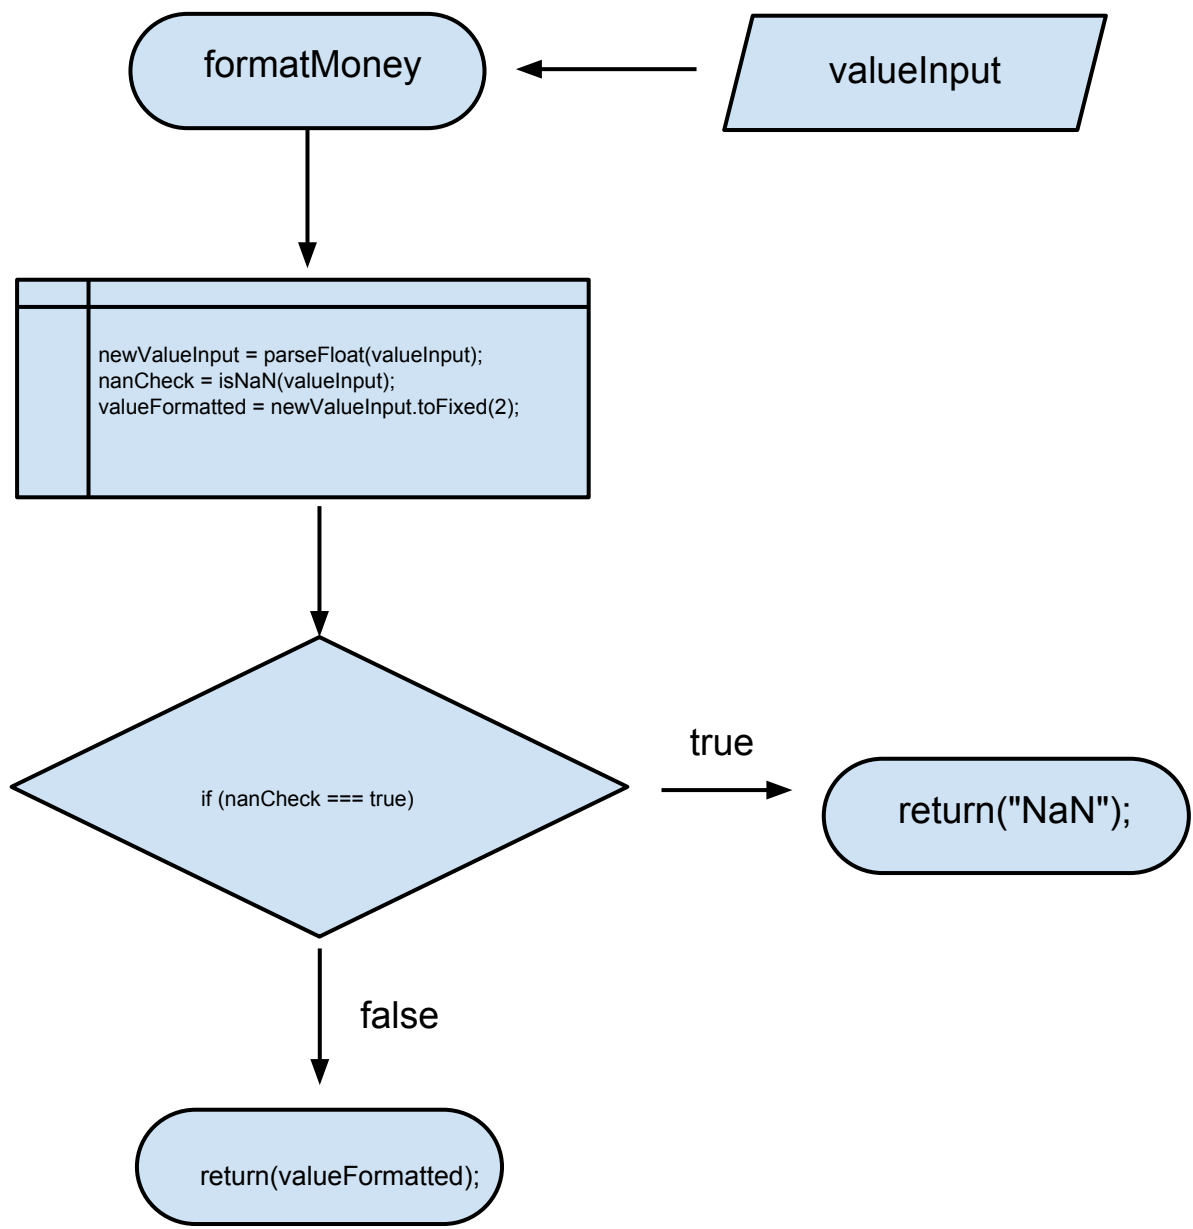 formatMoney
valueInput
newValueInput = parseFloat(valueInput);
nanCheck = isNaN(valueInput);
valueFormatted = newValueInput.toFixed(2);
if (nanCheck === true)
true
return("NaN");
false
return(valueFormatted);